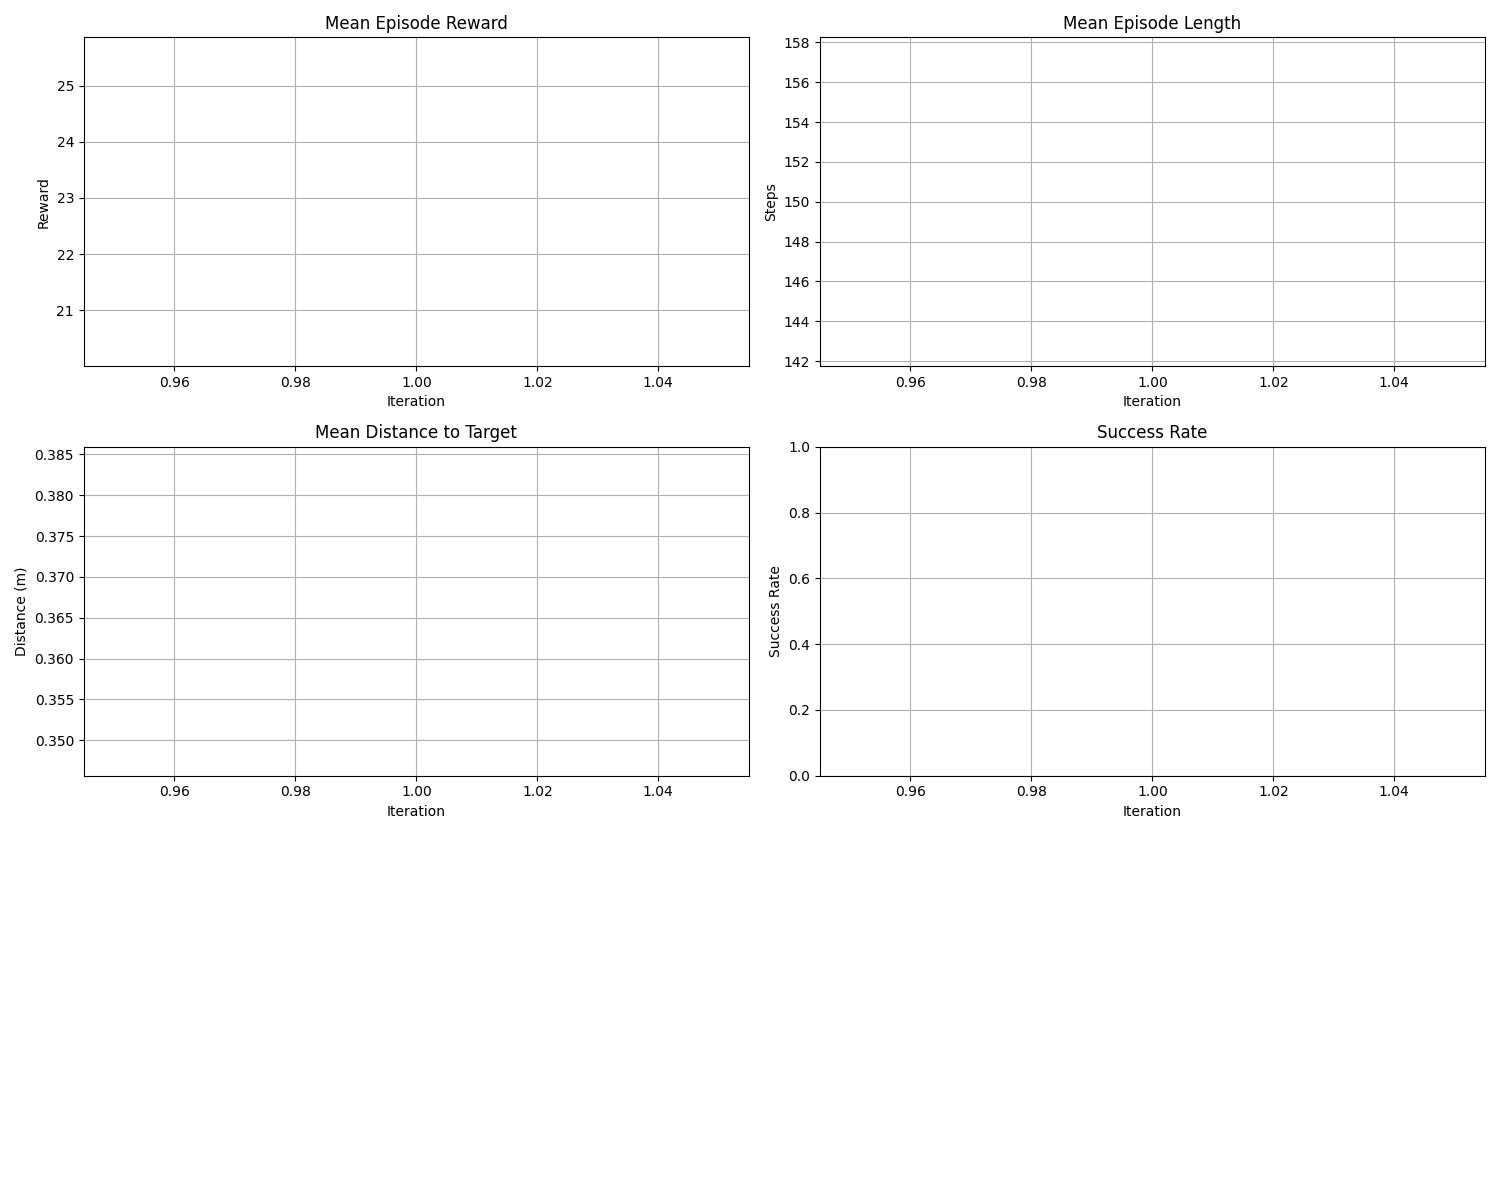 Mean Episode Reward
Reward
25
24
23
22
21
0.96 0.98 1.00 1.02 1.04
Iteration
Mean Episode Length
Steps
158
156
154
152
150
148
146
144
142
0.96 0.98 1.00 1.02 1.04
Iteration
Mean Distance to Target
Distance (m)
0.385
0.380
0.375
0.370
0.365
0.360
0.355
0.350
0.96 0.98 1.00 1.02 1.04
Iteration
Success Rate
Success Rate
1.0
0.8
0.6
0.4
0.2
0.0
0.96 0.98 1.00 1.02 1.04
Iteration